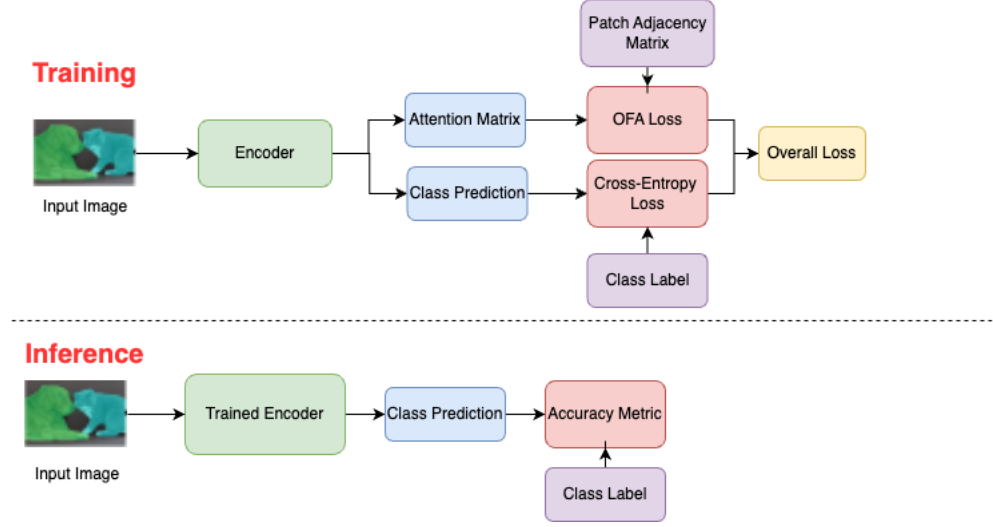 Training
Patch Adjacency
Matrix
Attention Matrix
OFA Loss
Encoder
Overall Loss
Class Prediction
Cross-Entropy
Loss
Input Image
Class Label
Inference
Trained Encoder
Class Prediction
Accuracy Metric
Input Image
Class Label